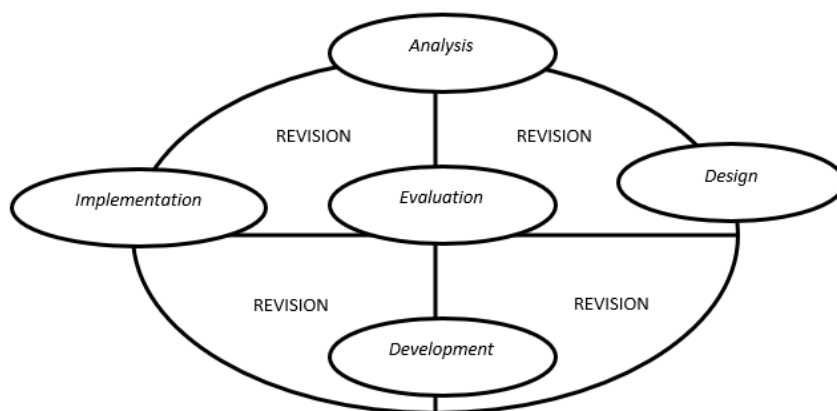 Analysis
REVISION
REVISION
Implementation
Evaluation
Design
REVISION
REVISION
Development